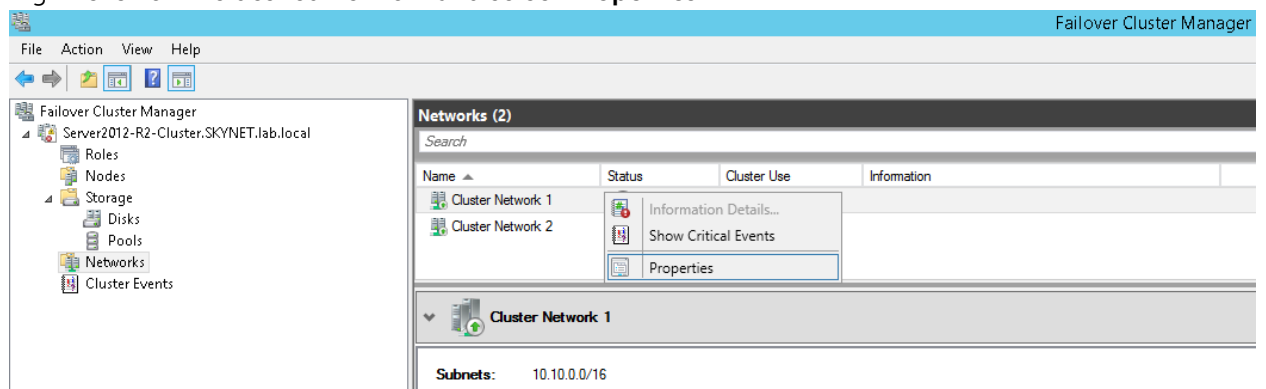 Failover Cluster Manager
File Action View Help
Failover Cluster Manager
Server2012-R2-Cluster.SKYNET.lab.local
Roles
Nodes
Storage
Disks
Pools
Networks
Cluster Events
Networks (2)
Search
Name Status Cluster Use Information
Cluster Network 1
Cluster Network 2
Information Details...
Show Critical Events
Properties
Cluster Network 1
Subnets: 10.10.0.0/16